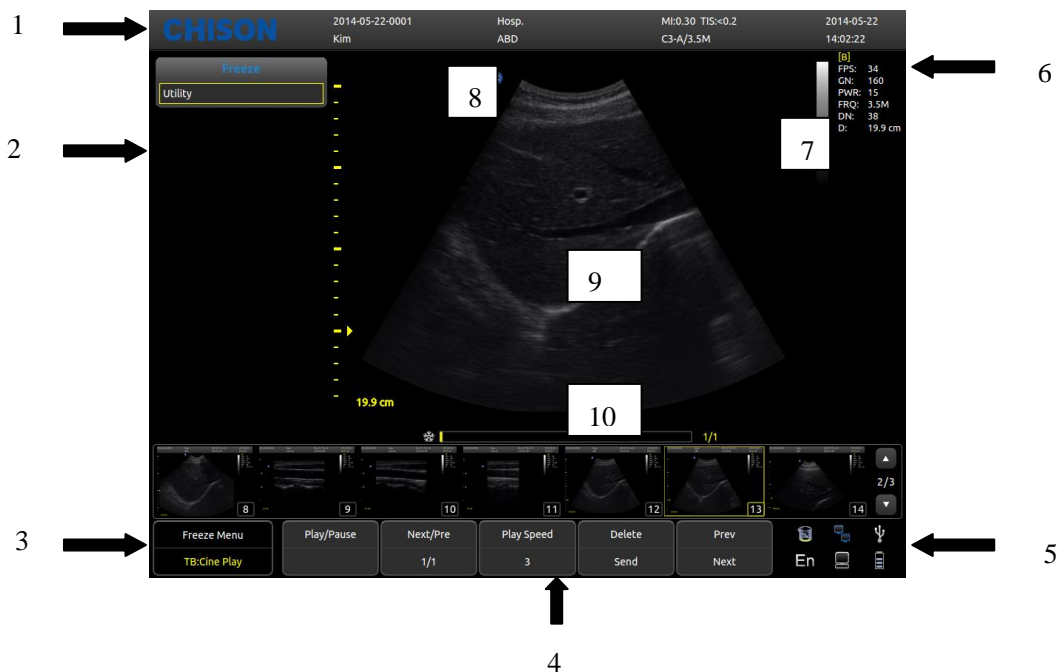 1
CHISON
2014-05-22-0001 Hosp. MI:0.30 TIS:<0.2 2014-05-22
Kim ABD C3-A/3.5M 14:02:22
Freeze
Utility
2
8
[B]
FPS: 34
GN: 160
PWR: 15
FRQ: 3.5M
DN: 38
D: 19.9 cm
6
7
9
19.9 cm
10
1/1
8 9 10 11 12 13 14
2/3
3
Freeze Menu Play/Pause Next/Pre Play Speed Delete Prev
TB:Cine Play 1/1 3 Send Next En
5
4